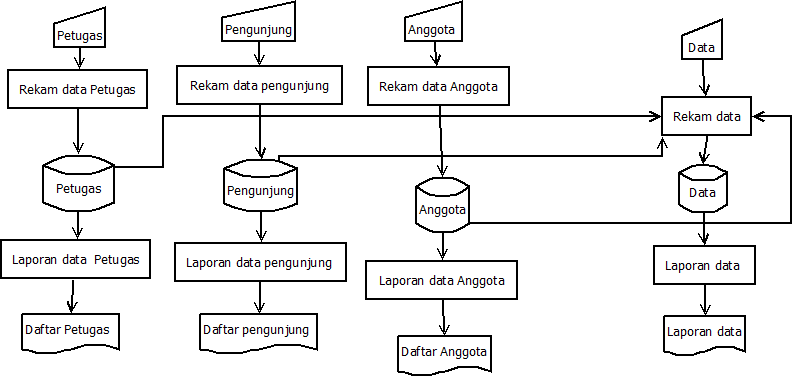 Petugas
Pengunjung
Anggota
Data
Rekam data Petugas
Rekam data pengunjung
Rekam data Anggota
Rekam data
Petugas
Pengunjung
Anggota
Data
Laporan data Petugas
Laporan data pengunjung
Laporan data Anggota
Laporan data
Daftar Petugas
Daftar pengunjung
Daftar Anggota
Laporan data